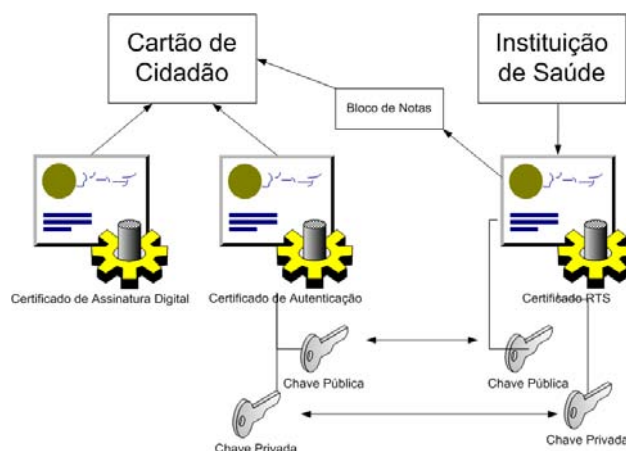 Cartão de
Cidadão
Instituição
de Saúde
Bloco de Notas
Certificado de Assinatura Digital
Certificado de Autenticação
Certificado RTS
Chave Pública
Chave Pública
Chave Privada
Chave Privada